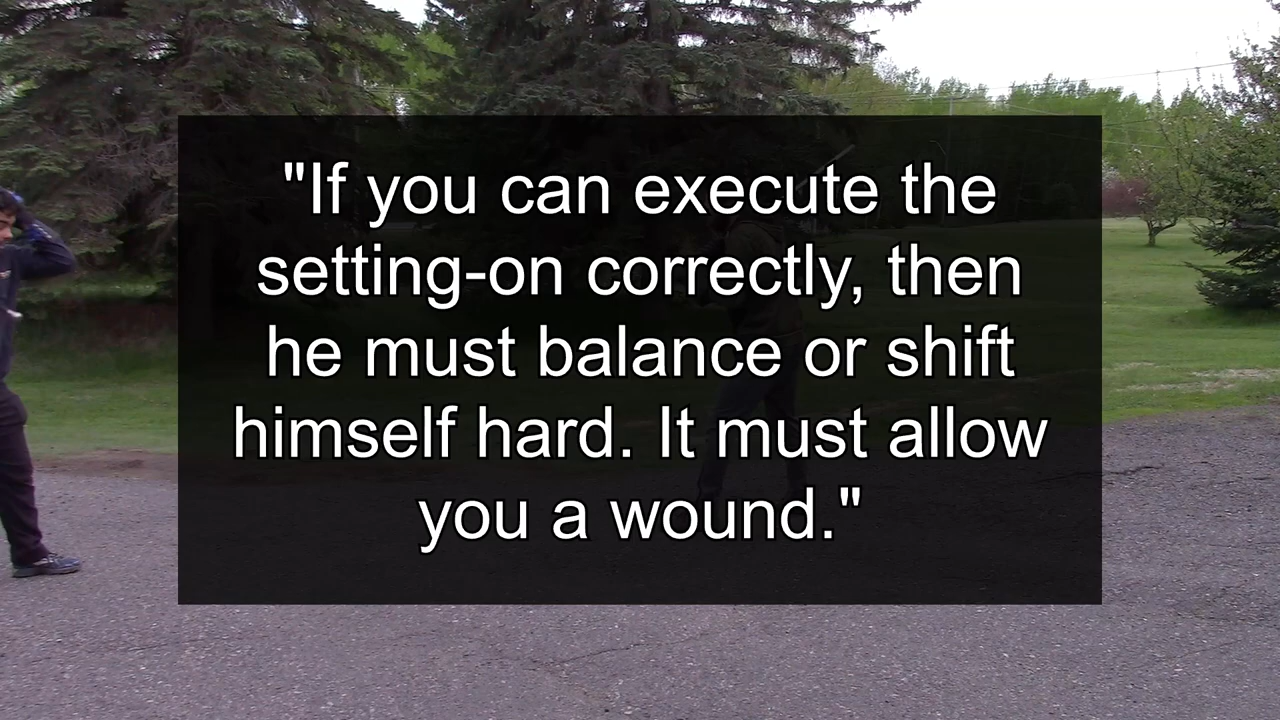 "If you can execute the
setting-on correctly, then
he must balance or shift
himself hard. It must allow
you a wound."